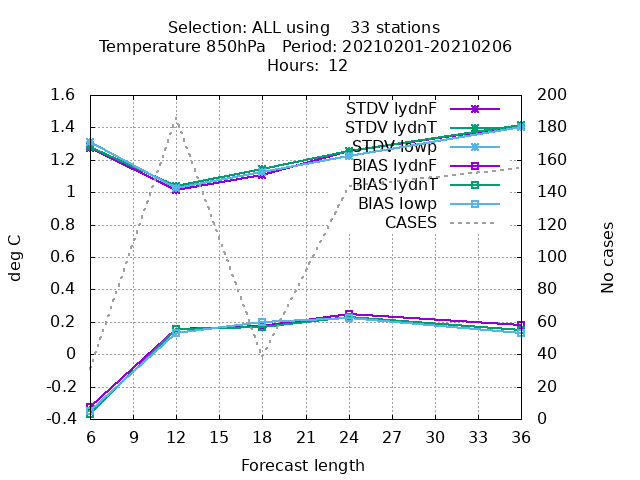 Selection: ALL using    33 stations
Temperature 850hPa   Period: 20210201-20210206
Hours:  12
1.6
1.4
1.2
1
0.8
0.6
0.4
0.2
0
-0.2
-0.4
200
180
160
140
120
100
80
60
40
20
0
deg C
No cases
STDV lydnF
STDV lydnT
STDV lowp
BIAS lydnF
BIAS lydnT
BIAS lowp
CASES
6 9 12 15 18 21 24 27 30 33 36
Forecast length